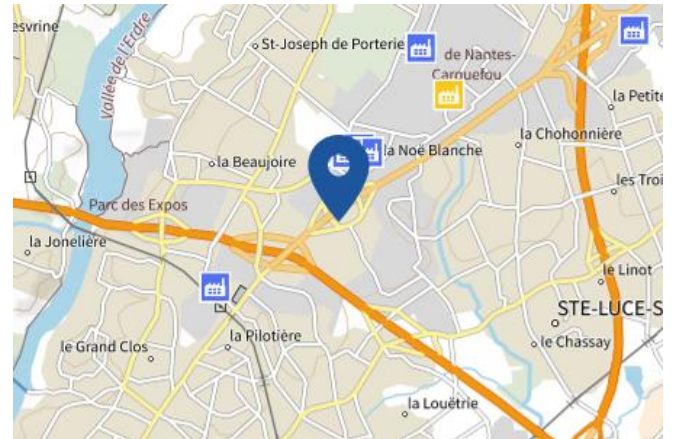 esvrine
Vallée de l'Erdre
St-Joseph de Porterie
de Nantes-
Carquefou
la Petite
la Chohonnière
la Noë Blanche
la Beaujoire
les Troi
Parc des Expos
la Jonelière
le Linot
STE-LUCE-S
la Pilotière
le Grand Clos
le Chassay
la Louëtrie